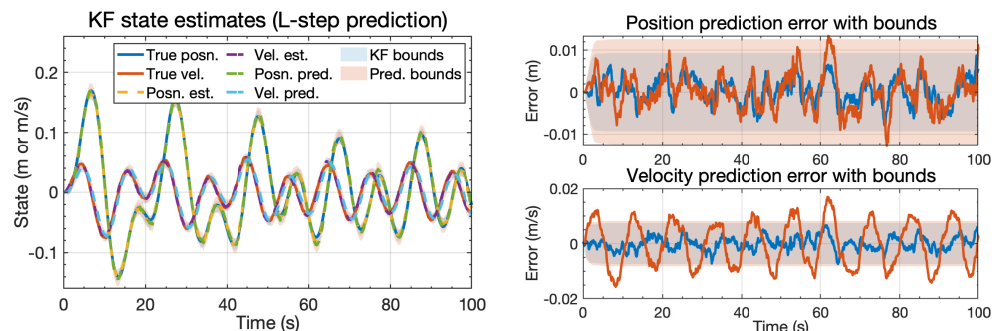 KF state estimates (L-step prediction)
True posn.
True vel.
Posn. est.
Vel. est.
Posn. pred.
Vel. pred.
KF bounds
Pred. bounds
State (m or m/s)
0.2
0.1
0
-0.1
0
20
40
60
80
100
Time (s)
Position prediction error with bounds
Error (m)
0.01
0
-0.01
0
20
40
60
80
100
Velocity prediction error with bounds
Error (m/s)
0.02
0
-0.02
0
20
40
60
80
100
Time (s)